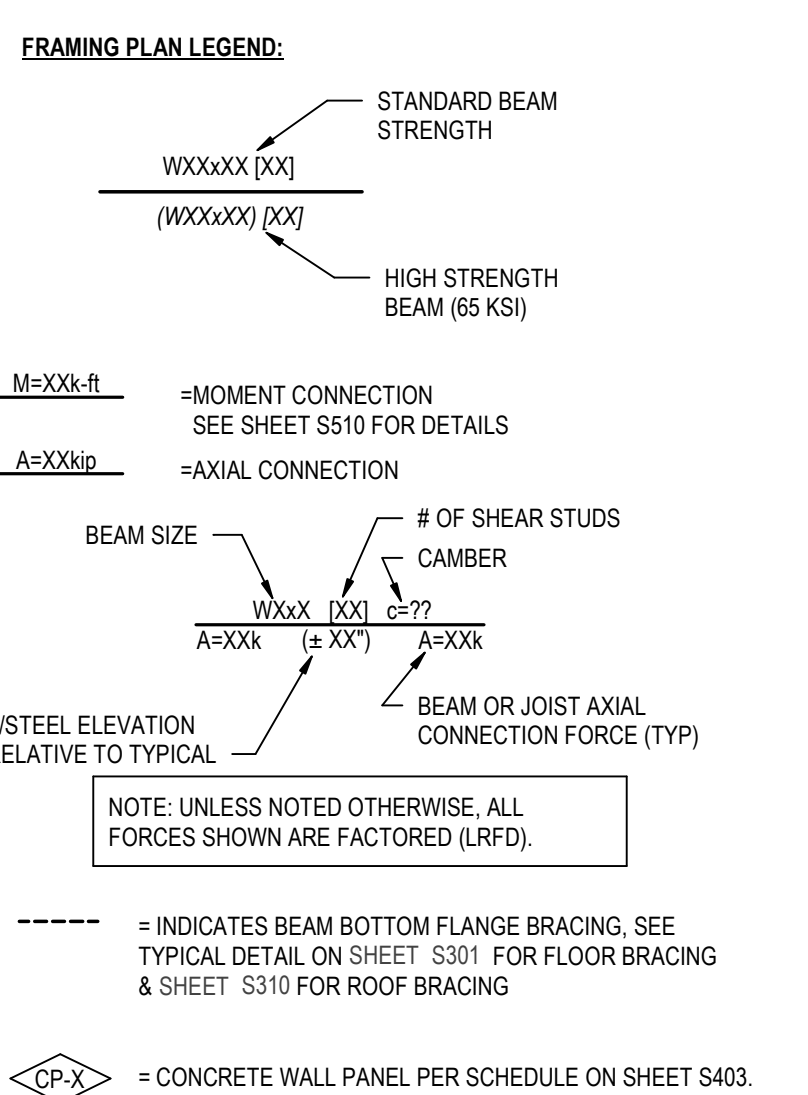 FRAMING PLAN LEGEND:
STANDARD BEAM
STRENGTH
WXXxXX [XX]
(WXXxXX) [XX]
HIGH STRENGTH
BEAM (65 KSI)
M=XXk-ft
=MOMENT CONNECTION
SEE SHEET S510 FOR DETAILS
A=XXkip
=AXIAL CONNECTION
# OF SHEAR STUDS
BEAM SIZE
CAMBER
WXxX [XX] c=??
A=XXk (± XX") A=XXk
BEAM OR JOIST AXIAL
CONNECTION FORCE (TYP)
/STEEL ELEVATION
RELATIVE TO TYPICAL
NOTE: UNLESS NOTED OTHERWISE, ALL
FORCES SHOWN ARE FACTORED (LRFD).
= INDICATES BEAM BOTTOM FLANGE BRACING, SEE
TYPICAL DETAIL ON SHEET S301 FOR FLOOR BRACING
& SHEET S310 FOR ROOF BRACING
CP-X = CONCRETE WALL PANEL PER SCHEDULE ON SHEET S403.